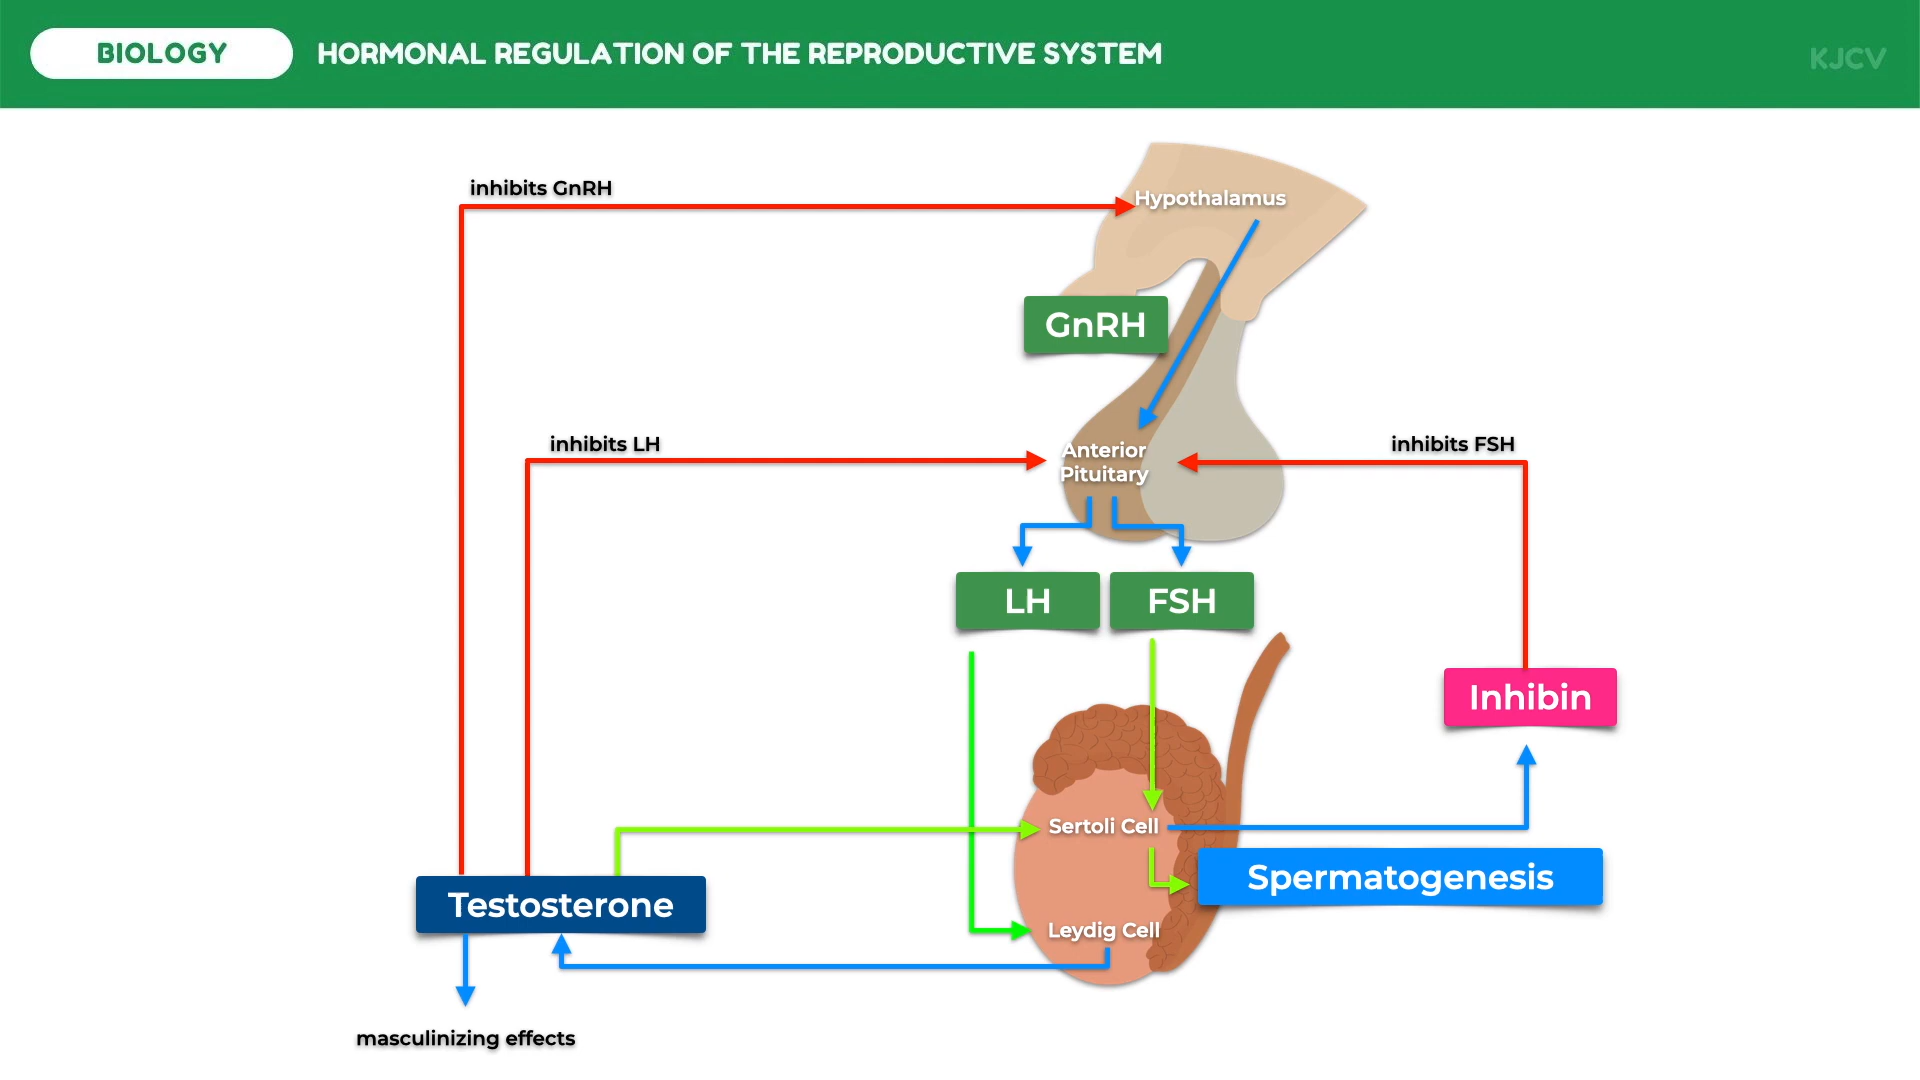 BIOLOGY
HORMONAL REGULATION OF THE REPRODUCTIVE SYSTEM
KJCV
inhibits GnRH
Hypothalamus
GnRH
inhibits LH
Anterior
Pituitary
inhibits FSH
LH
FSH
Inhibin
Sertoli Cell
Spermatogenesis
Testosterone
Leydig Cell
masculinizing effects